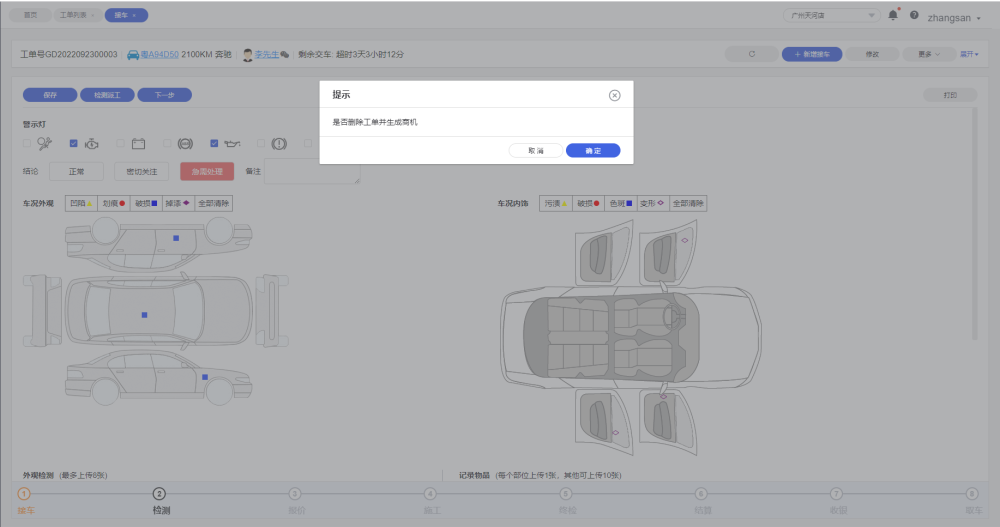 首页 工单列表 × 接车 × 广州天河店 zhangsan
工单号GD2022092300003 粤A94D50 2100KM 奔驰 李先生 剩余交车: 超时3天3小时12分 + 新增接车 修改 更多 展开
提示
保存 检测派工 下一步 打印
是否删除工单并生成商机
警示灯
取消 确定
结论 正常 密切关注 急需处理 备注
车况外观 凹陷 划痕 破损 掉漆 全部清除 车况内饰 污渍 破损 色斑 变形 全部清除
外观检测 (最多上传6张) 记录物品 (每个部位上传1张，其他可上传10张)
1 2 3 4 5 6 7 8
接车 检测 报价 施工 终检 结算 收银 取车